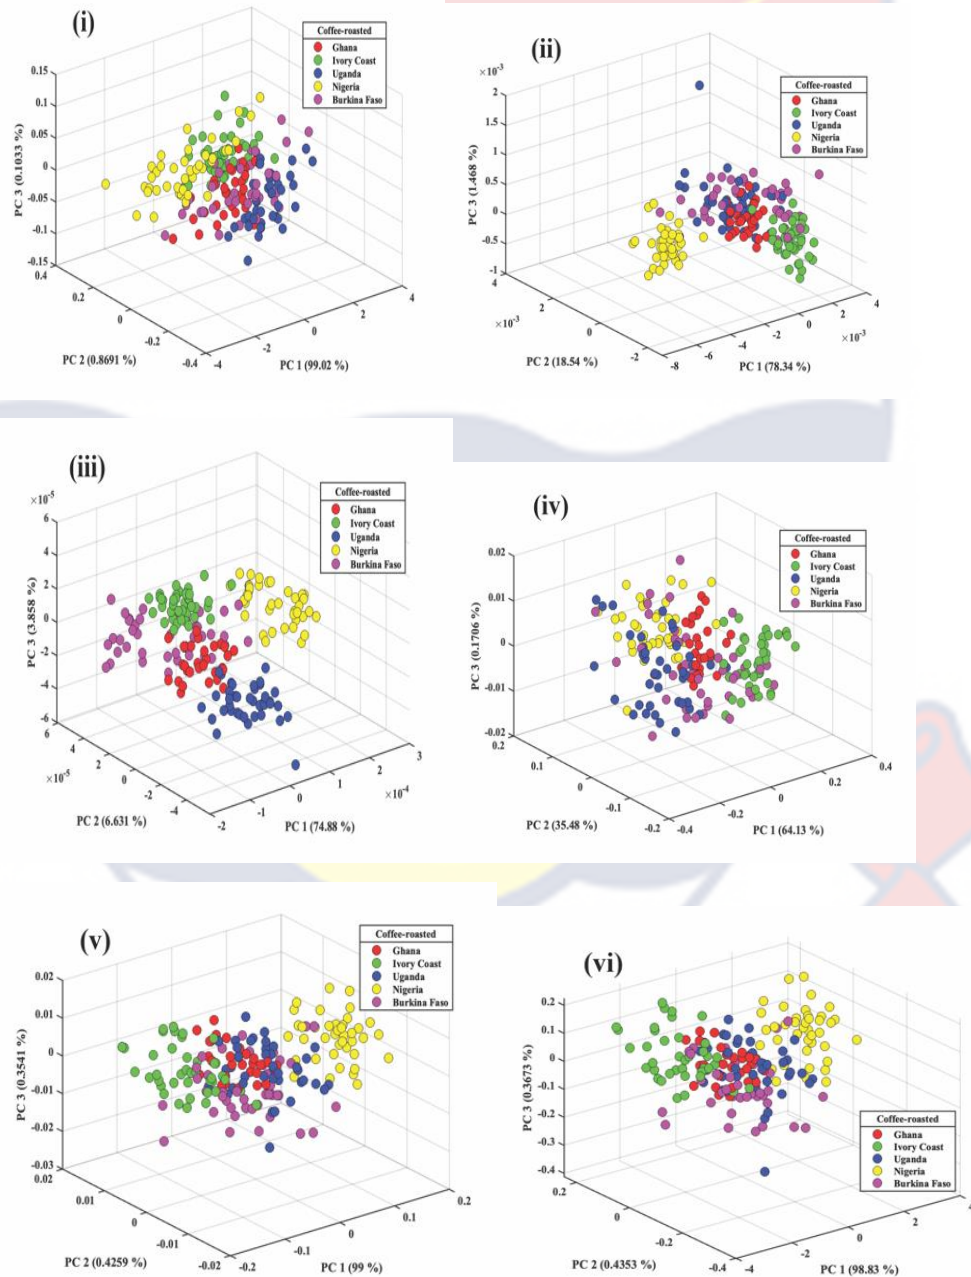 (i)
Coffee-roasted
Ghana
Ivory Coast
Uganda
Nigeria
Burkina Faso
0.15
0.1
0.05
0
-0.05
-0.1
-0.15
PC 3 (0.1033 %)
0.4
0.2
0
-0.2
-0.4
PC 2 (0.8691 %)
-4
-2
0
2
4
PC 1 (99.02 %)
(ii)
×10-3
Coffee-roasted
Ghana
Ivory Coast
Uganda
Nigeria
Burkina Faso
2
1.5
1
0.5
0
-0.5
-1
PC 3 (1.468 %)
4
2
0
-2
×10-3
PC 2 (18.54 %)
-8
-6
-4
-2
0
2
4
×10-3
PC 1 (78.34 %)
(iii)
×10-5
Coffee-roasted
Ghana
Ivory Coast
Uganda
Nigeria
Burkina Faso
6
4
2
0
-2
-4
-6
PC 3 (3.858 %)
6
4
2
0
-2
-4
×10-5
PC 2 (6.631 %)
-2
-1
0
1
2
3
×10-4
PC 1 (74.88 %)
(iv)
Coffee-roasted
Ghana
Ivory Coast
Uganda
Nigeria
Burkina Faso
0.02
0.01
0
-0.01
-0.02
PC 3 (0.1706 %)
0.2
0.1
0
-0.1
-0.2
PC 2 (35.48 %)
-0.4
-0.2
0
0.2
0.4
PC 1 (64.13 %)
(v)
Coffee-roasted
Ghana
Ivory Coast
Uganda
Nigeria
Burkina Faso
0.02
0.01
0
-0.01
-0.02
-0.03
PC 3 (0.3541 %)
0.02
0.01
0
-0.01
-0.02
PC 2 (0.4259 %)
-0.2
-0.1
0
0.1
0.2
PC 1 (99 %)
(vi)
0.2
0.1
0
-0.1
-0.2
-0.3
-0.4
PC 3 (0.3673 %)
Coffee-roasted
Ghana
Ivory Coast
Uganda
Nigeria
Burkina Faso
0.2
0
-0.2
-0.4
PC 2 (0.4353 %)
-4
-2
0
2
PC 1 (98.83 %)